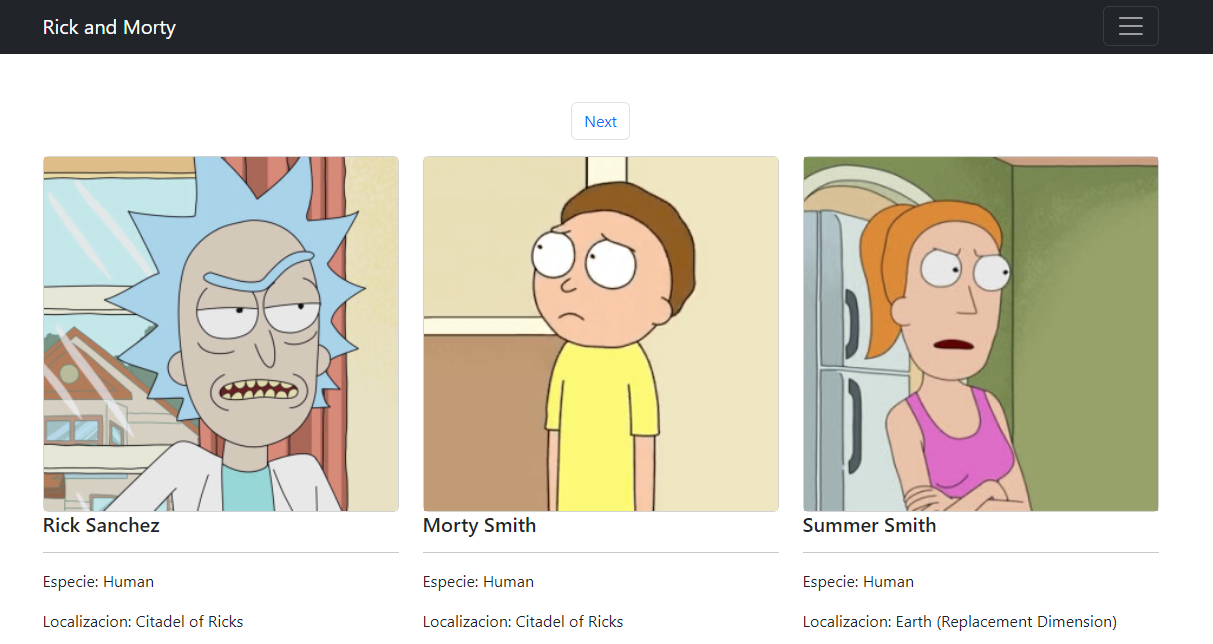 Rick and Morty
Next
Rick Sanchez
Morty Smith
Summer Smith
Especie: Human
Especie: Human
Especie: Human
Localizacion: Citadel of Ricks
Localizacion: Citadel of Ricks
Localizacion: Earth (Replacement Dimension)